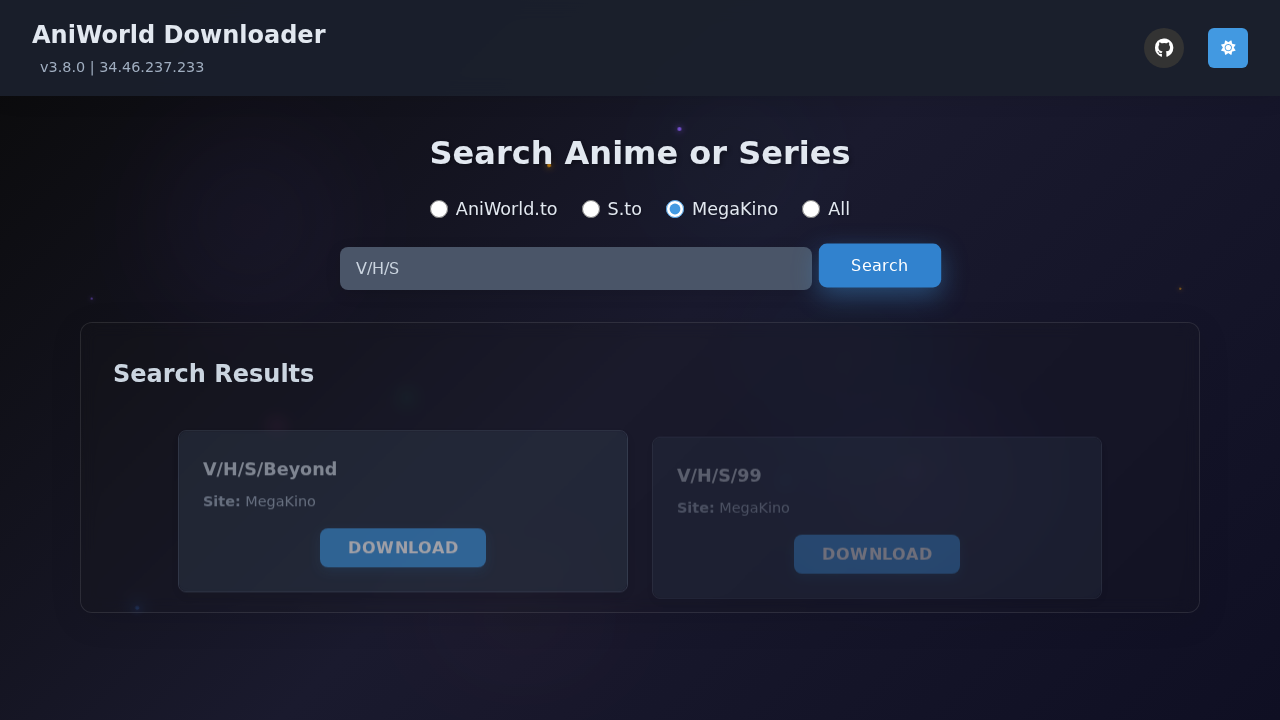 AniWorld Downloader
v3.8.0 | 34.46.237.233
Search Anime or Series
AniWorld.to S.to MegaKino All
V/H/S Search
Search Results
V/H/S/Beyond
Site: MegaKino
DOWNLOAD
V/H/S/99
Site: MegaKino
DOWNLOAD